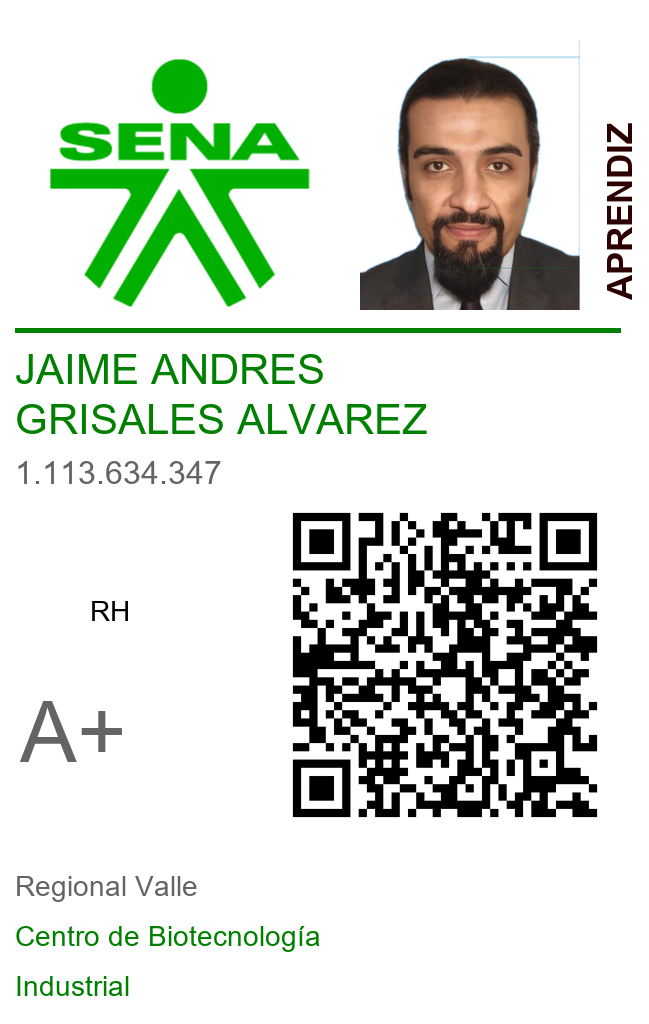 SENA
APRENDIZ
JAIME ANDRES
GRISALES ALVAREZ
1.113.634.347
RH
A+
Regional Valle
Centro de Biotecnología
Industrial